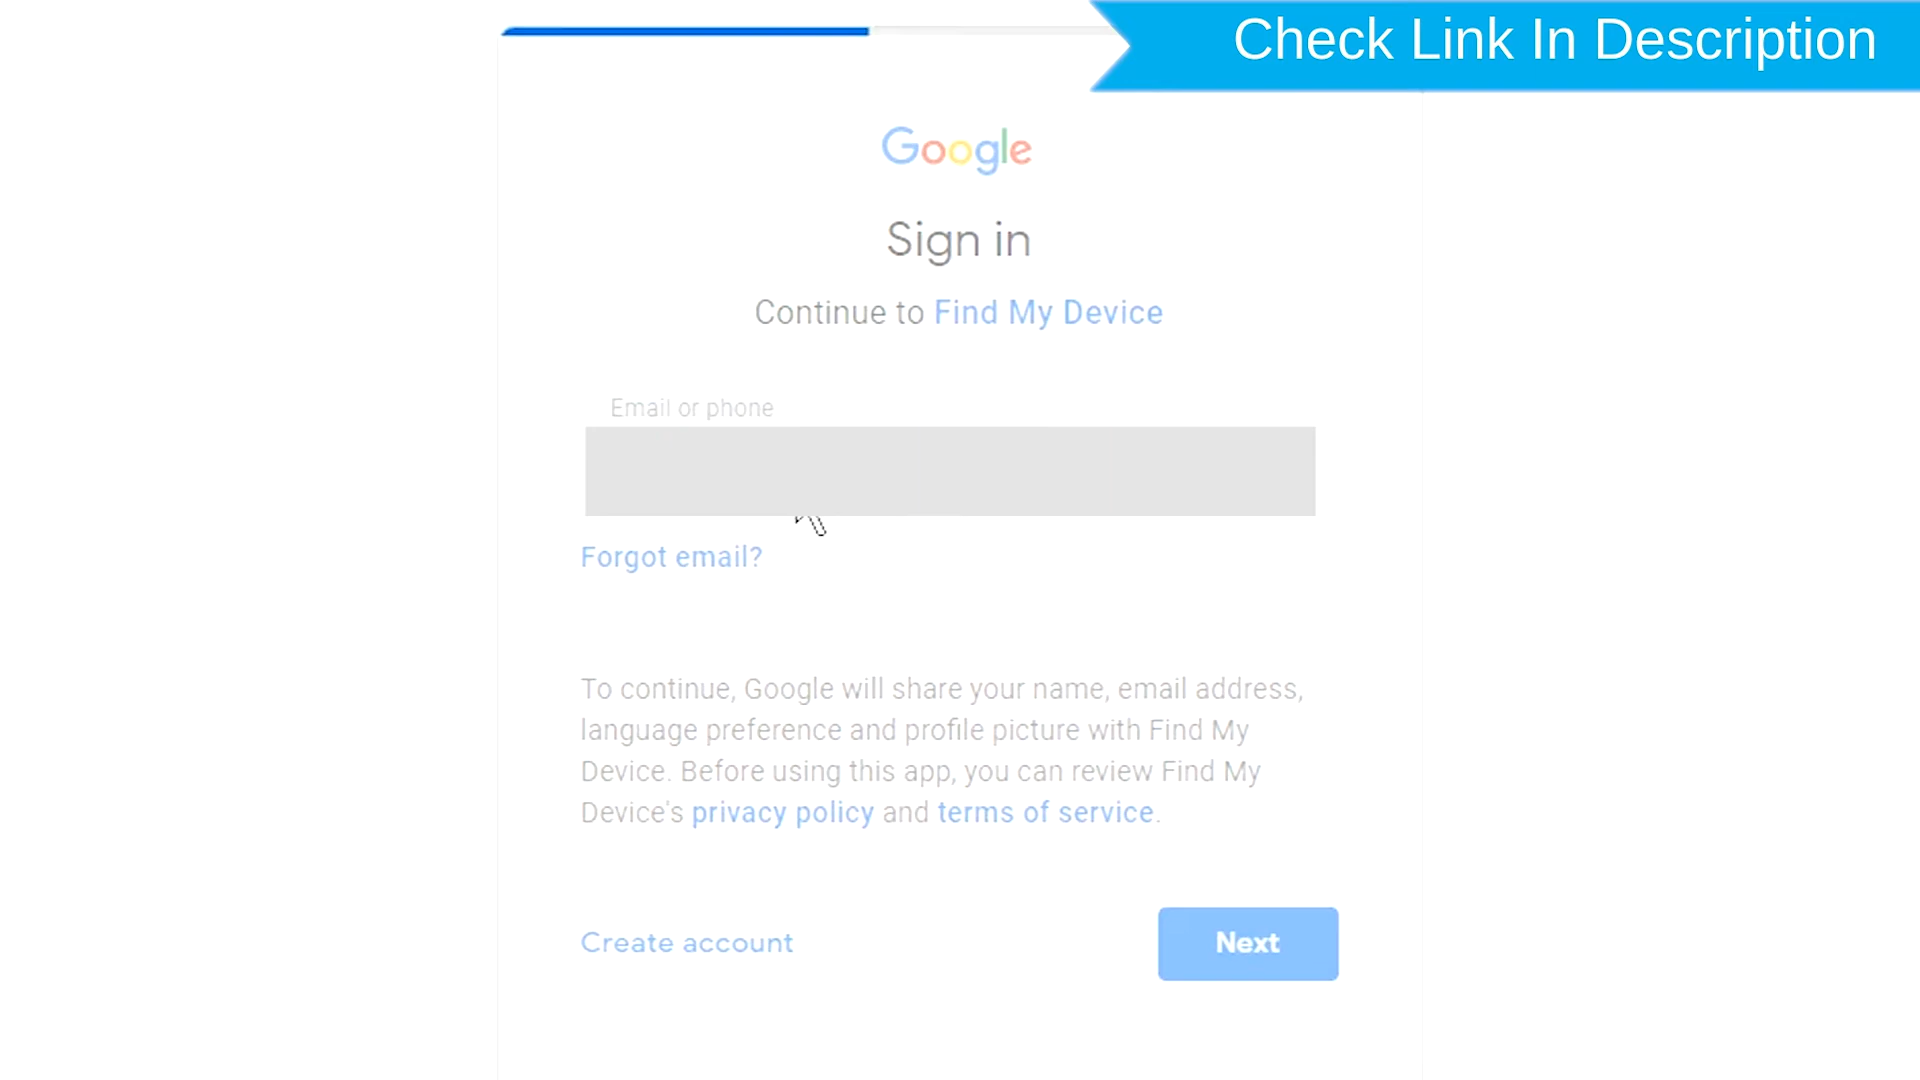 Check Link In Description
Google
Sign in
Continue to Find My Device
Email or phone
Forgot email?
To continue, Google will share your name, email address,
language preference and profile picture with Find My
Device. Before using this app, you can review Find My
Device's privacy policy and terms of service.
Create account
Next